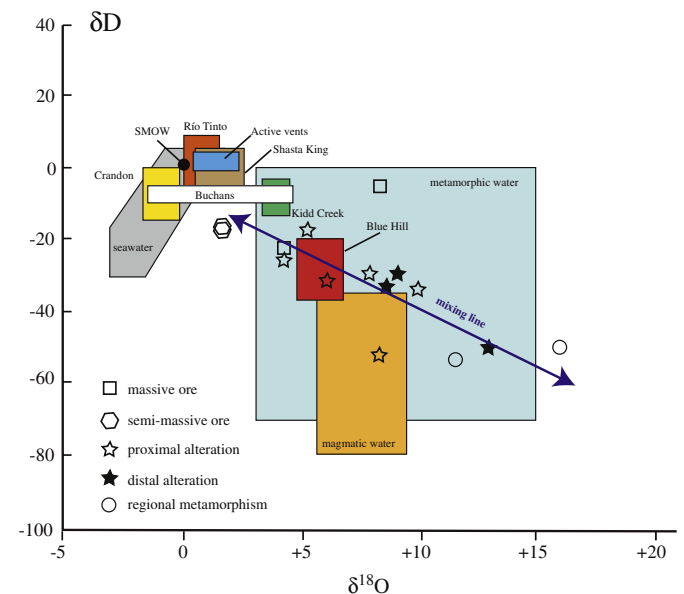 40
δD
20
SMOW
Río Tinto
Active vents
Shasta King
0
Crandon
metamorphic water
Buchans
Kidd Creek
-20
Blue Hill
seawater
-40
mixing line
-60
massive ore
semi-massive ore
magmatic water
proximal alteration
-80
distal alteration
regional metamorphism
-100
-5 0 +5 +10 +15 +20
δ18O